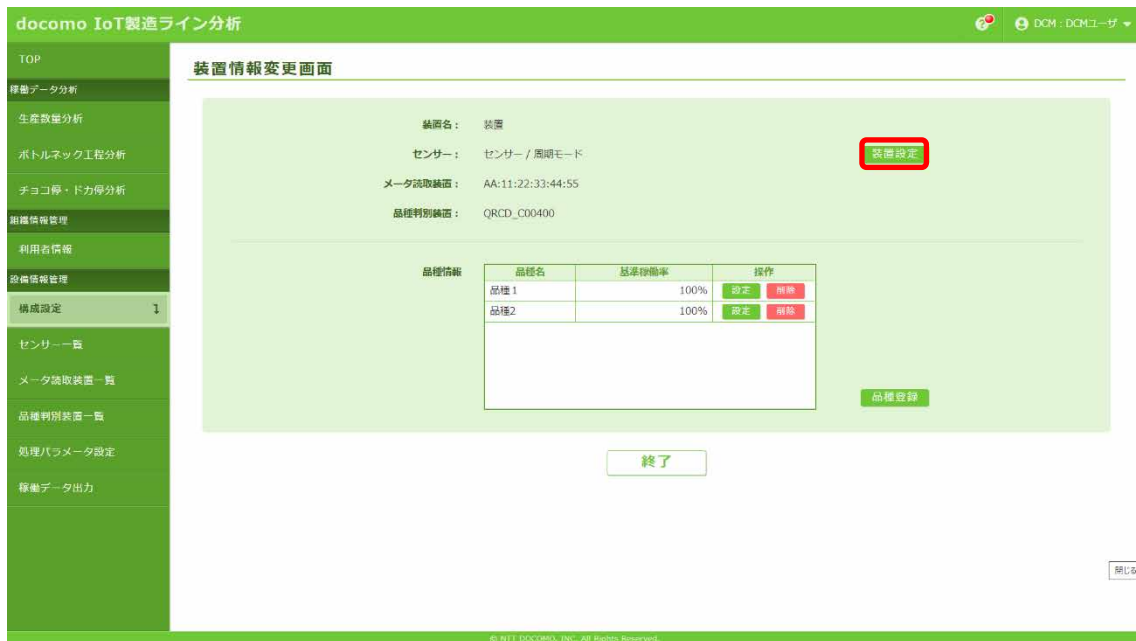 docomo IoT製造ライン分析
DCM : DCMユーザ
TOP
稼働データ分析
生産数量分析
ボトルネック工程分析
チョコ停・ドカ停分析
組織情報管理
利用者情報
設備情報管理
構成設定
センサー一覧
メータ読取装置一覧
品種判別装置一覧
処理パラメータ設定
稼働データ出力
装置情報変更画面
装置名： 装置
センサー： センサー / 周期モード
装置設定
メータ読取装置： AA:11:22:33:44:55
品種判別装置： QRCD_C00400
品種情報
品種名 基準稼働率 操作
品種1 100% 設定 削除
品種2 100% 設定 削除
品種登録
終了
閉じる
© NTT DOCOMO, INC. All Rights Reserved.